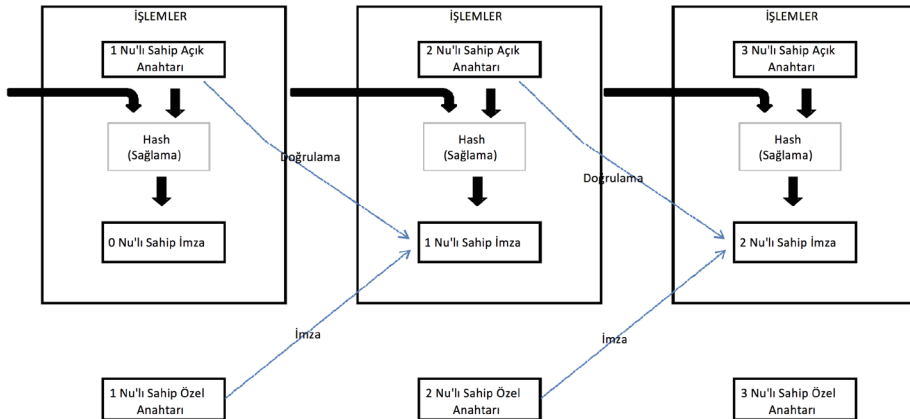 İŞLEMLER
1 Nu'lı Sahip Açık
Anahtarı
Hash
(Sağlama)
0 Nu'lı Sahip İmza
İŞLEMLER
2 Nu'lı Sahip Açık
Anahtarı
Hash
(Sağlama)
1 Nu'lı Sahip İmza
İŞLEMLER
3 Nu'lı Sahip Açık
Anahtarı
Hash
(Sağlama)
2 Nu'lı Sahip İmza
Doğrulama
Doğrulama
İmza
İmza
1 Nu'lı Sahip Özel
Anahtarı
2 Nu'lı Sahip Özel
Anahtarı
3 Nu'lı Sahip Özel
Anahtarı